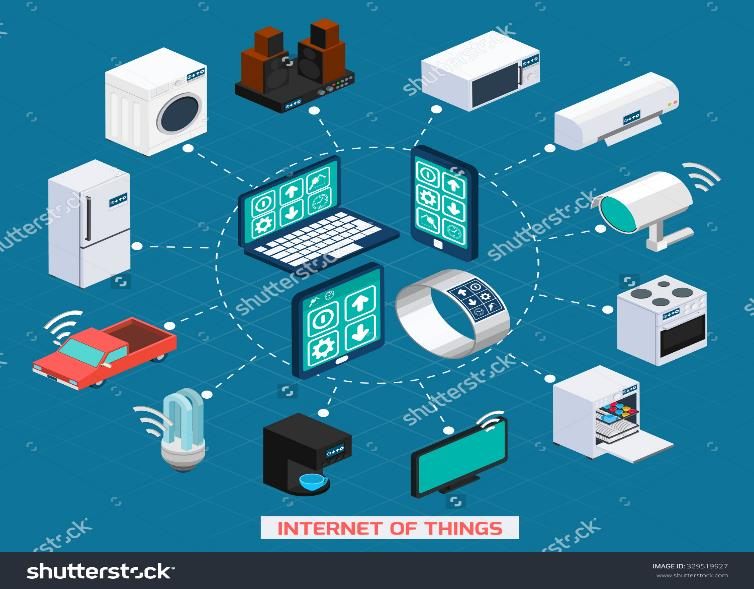 INTERNET OF THINGS
shutterstock
IMAGE ID: 329519927
www.shutterstock.com